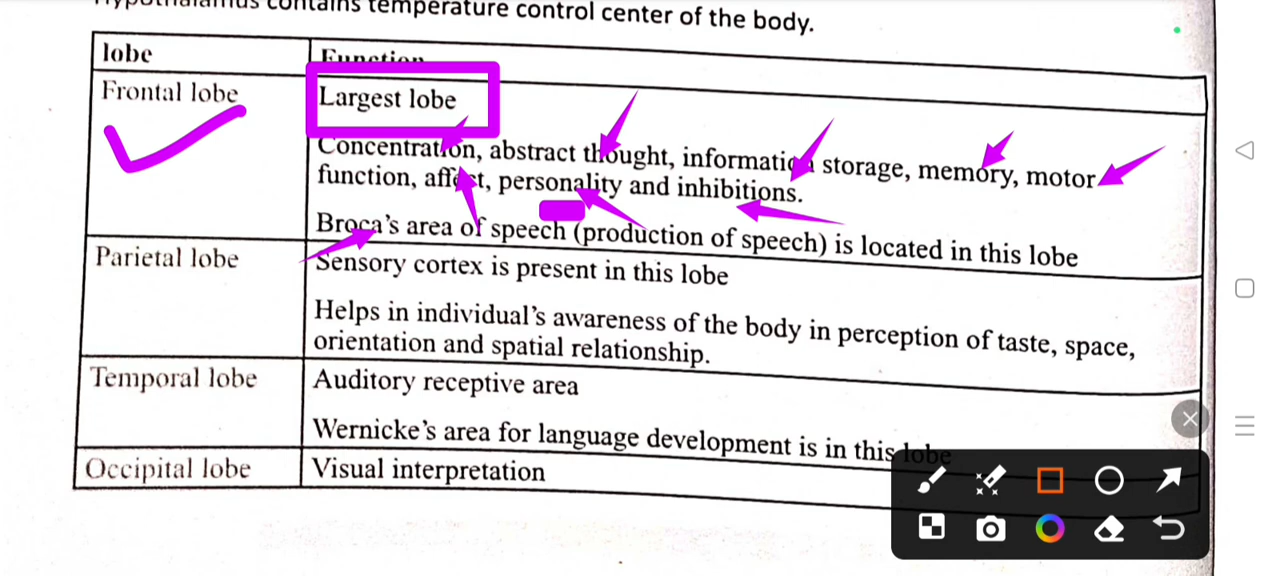 Hypothalamus contains temperature control center of the body.
lobe
Function
Frontal lobe
Largest lobe
Concentration, abstract thought, information storage, memory, motor
function, affect, personality and inhibitions.
Broca’s area of speech (production of speech) is located in this lobe
Parietal lobe
Sensory cortex is present in this lobe
Helps in individual’s awareness of the body in perception of taste, space,
orientation and spatial relationship.
Temporal lobe
Auditory receptive area
Wernicke’s area for language development is in this lobe
Occipital lobe
Visual interpretation